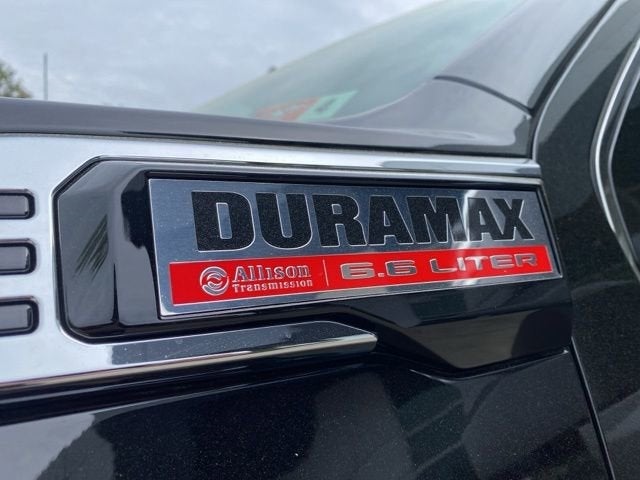 DURAMAX
Allison
Transmission
6.6 LITER